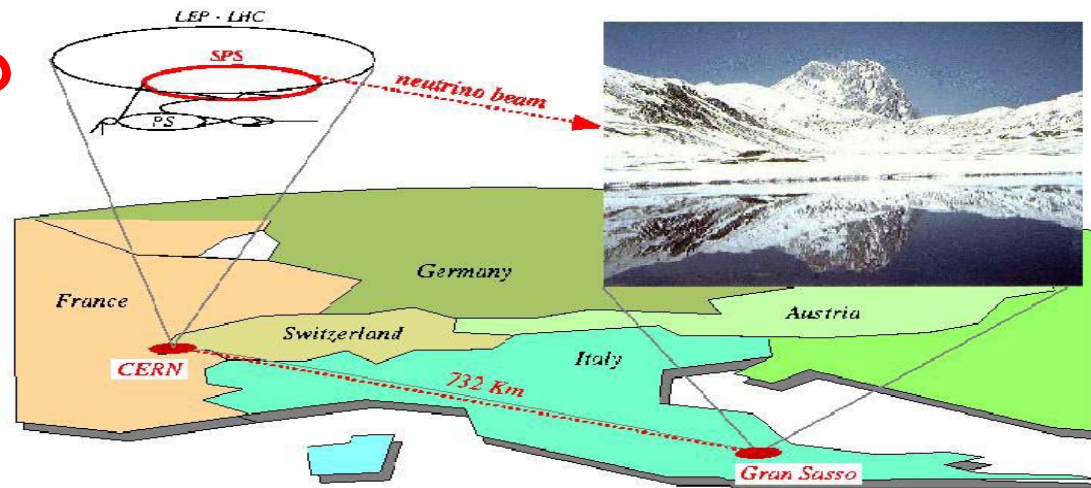 LEP - LHC
SPS
neutrino beam
PS
Germany
France
Austria
Switzerland
Italy
CERN
732 Km
Gran Sasso